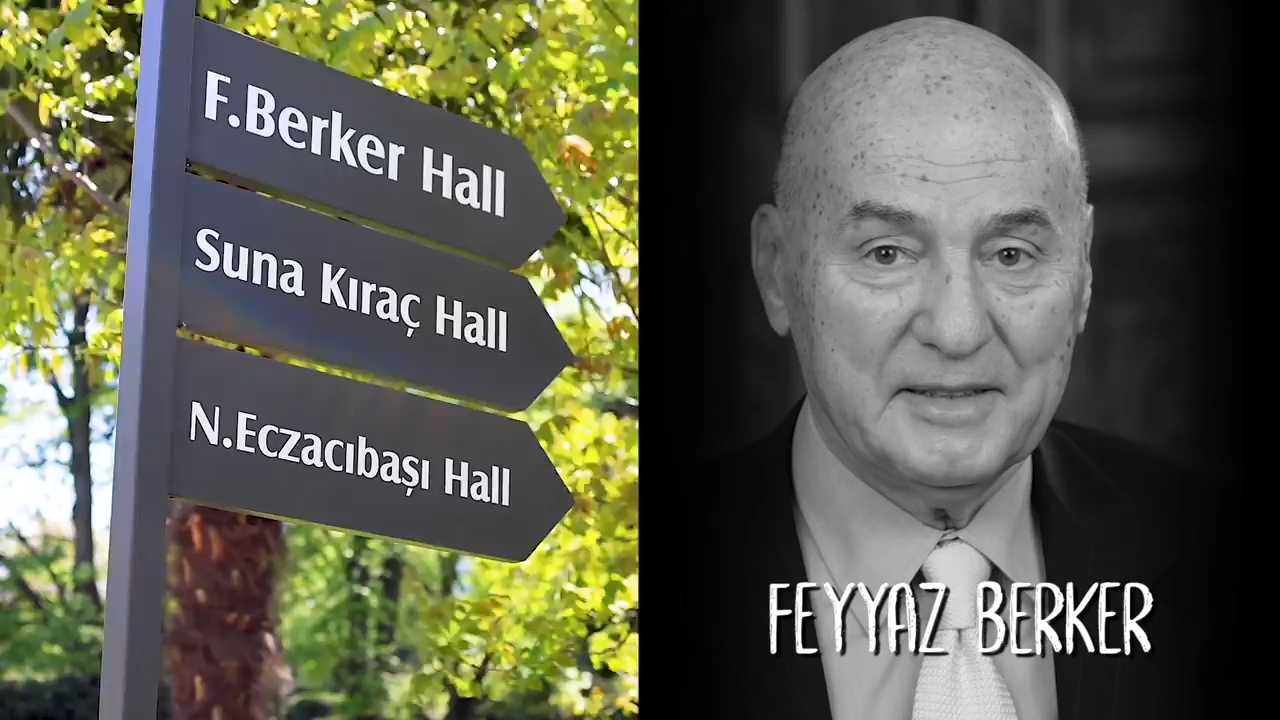 F.Berker Hall
Suna Kıraç Hall
N.Eczacıbaşı Hall
FEYYAZ BERKER